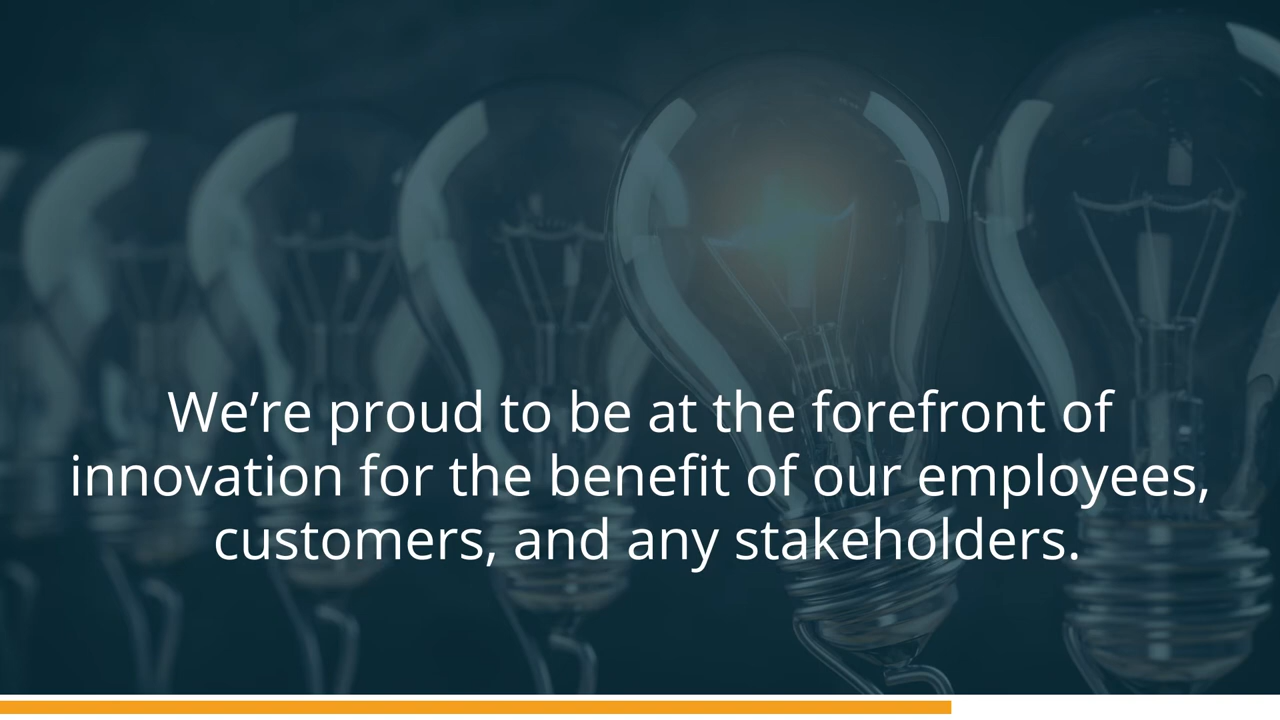 We’re proud to be at the forefront of
innovation for the benefit of our employees,
customers, and any stakeholders.